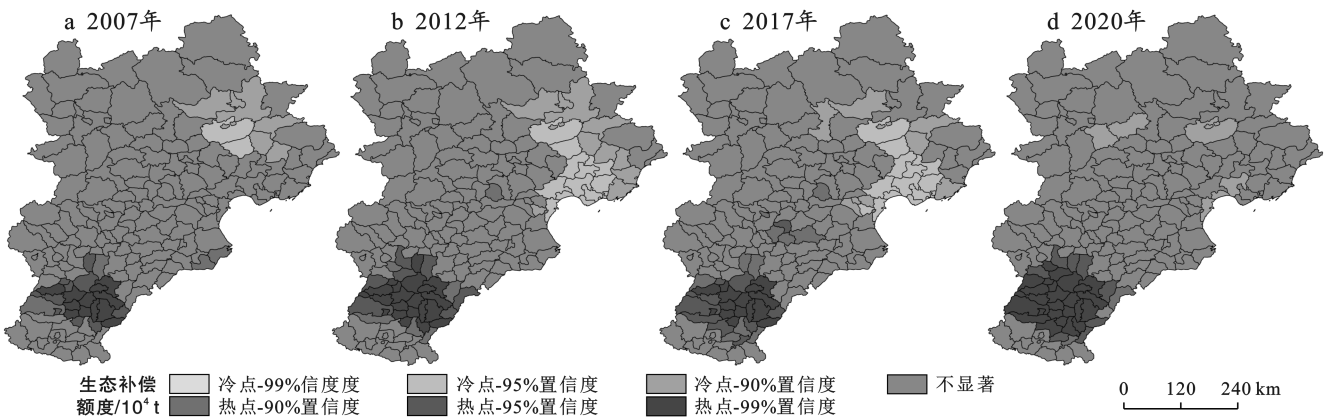 a 2007年 b 2012年 c 2017年 d 2020年
生态补偿 冷点-99%信度度 冷点-95%置信度 冷点-90%置信度 不显著
额度/10⁴ t 热点-90%置信度 热点-95%置信度 热点-99%置信度 0 120 240 km